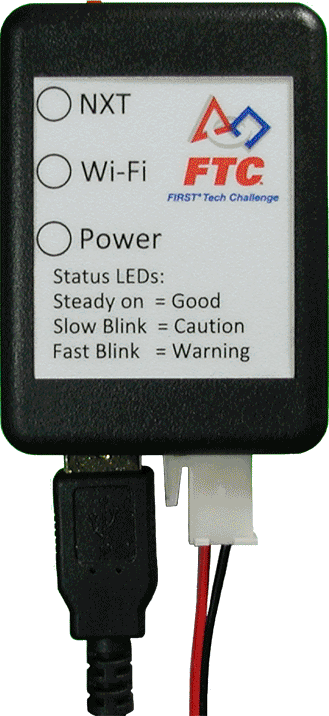 NXT
Wi-Fi
FTC
FIRST® Tech Challenge
Power
Status LEDs:
Steady on = Good
Slow Blink = Caution
Fast Blink = Warning